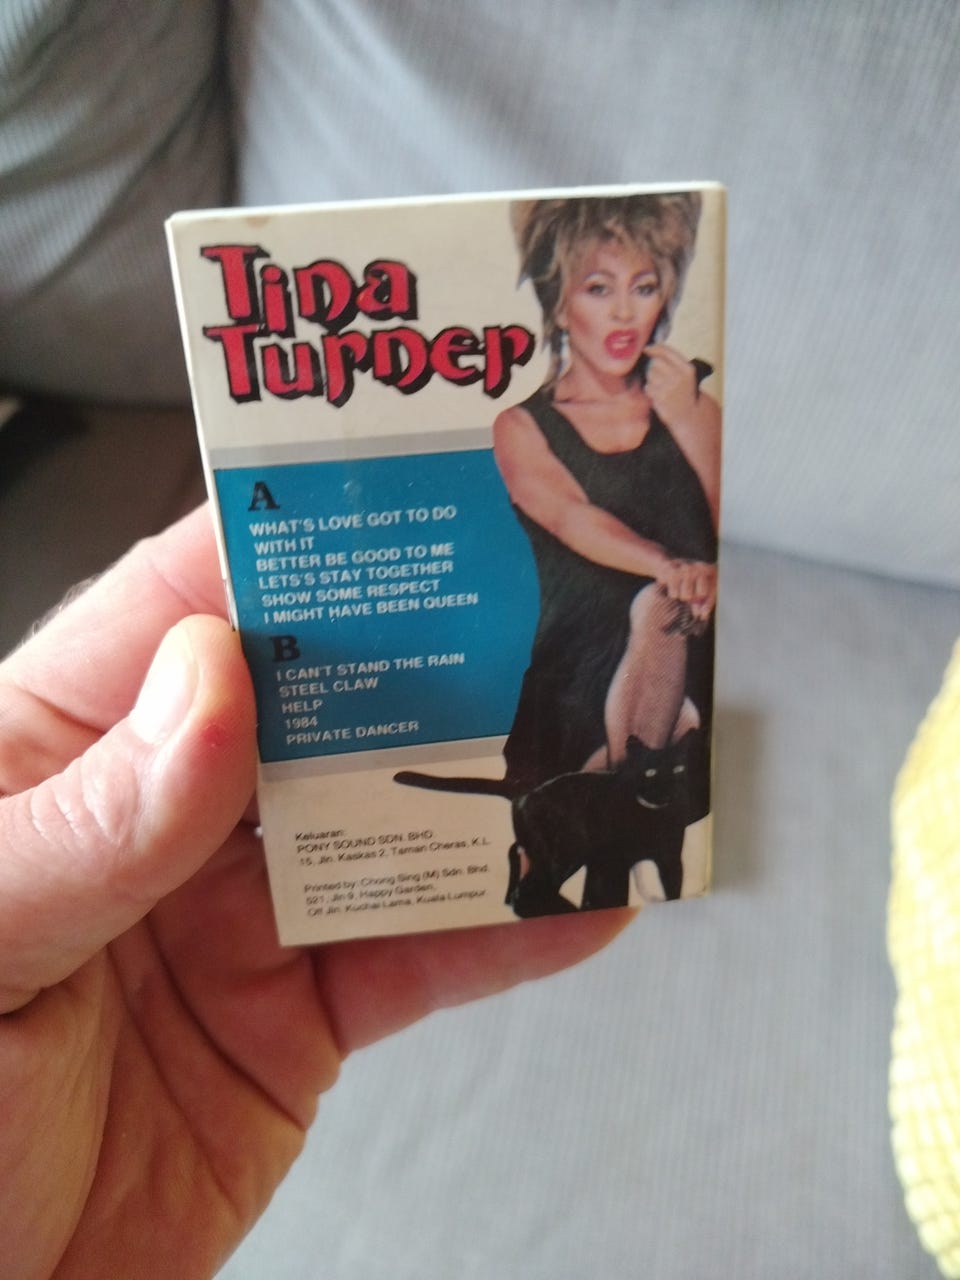 Tina
Turner
A
WHAT'S LOVE GOT TO DO
WITH IT
BETTER BE GOOD TO ME
LETS'S STAY TOGETHER
SHOW SOME RESPECT
I MIGHT HAVE BEEN QUEEN
B
I CAN'T STAND THE RAIN
STEEL CLAW
HELP
1984
PRIVATE DANCER
Keluaran:
PONY SOUND SDN. BHD.
15, Jln. Kaskas 2, Taman Cheras, K.L.
Printed by: Chong Sing (M) Sdn. Bhd.
521, Jln 9, Happy Garden,
Off Jln. Kuchai Lama, Kuala Lumpur.